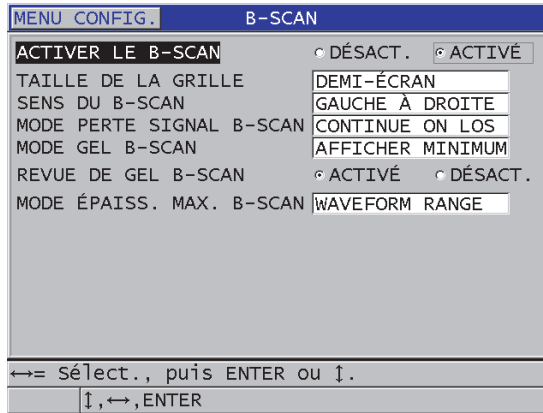 MENU CONFIG. B-SCAN
ACTIVER LE B-SCAN DÉSACT. ACTIVÉ
TAILLE DE LA GRILLE DEMI-ÉCRAN
SENS DU B-SCAN GAUCHE À DROITE
MODE PERTE SIGNAL B-SCAN CONTINUE ON LOS
MODE GEL B-SCAN AFFICHER MINIMUM
REVUE DE GEL B-SCAN ACTIVÉ DÉSACT.
MODE ÉPAISS. MAX. B-SCAN WAVEFORM RANGE
↔= Sélect., puis ENTER ou ↕.
↕,↔,ENTER